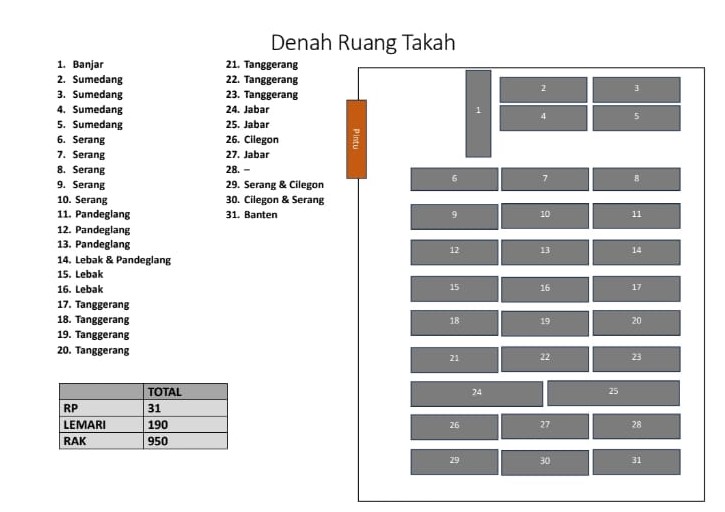 Denah Ruang Takah
1. Banjar
2. Sumedang
3. Sumedang
4. Sumedang
5. Sumedang
6. Serang
7. Serang
8. Serang
9. Serang
10. Serang
11. Pandeglang
12. Pandeglang
13. Pandeglang
14. Lebak & Pandeglang
15. Lebak
16. Lebak
17. Tanggerang
18. Tanggerang
19. Tanggerang
20. Tanggerang
21. Tanggerang
22. Tanggerang
23. Tanggerang
24. Jabar
25. Jabar
26. Cilegon
27. Jabar
28. –
29. Serang & Cilegon
30. Cilegon & Serang
31. Banten
TOTAL
RP 31
LEMARI 190
RAK 950
Pintu
1
2 3
4 5
6 7 8
9 10 11
12 13 14
15 16 17
18 19 20
21 22 23
24 25
26 27 28
29 30 31